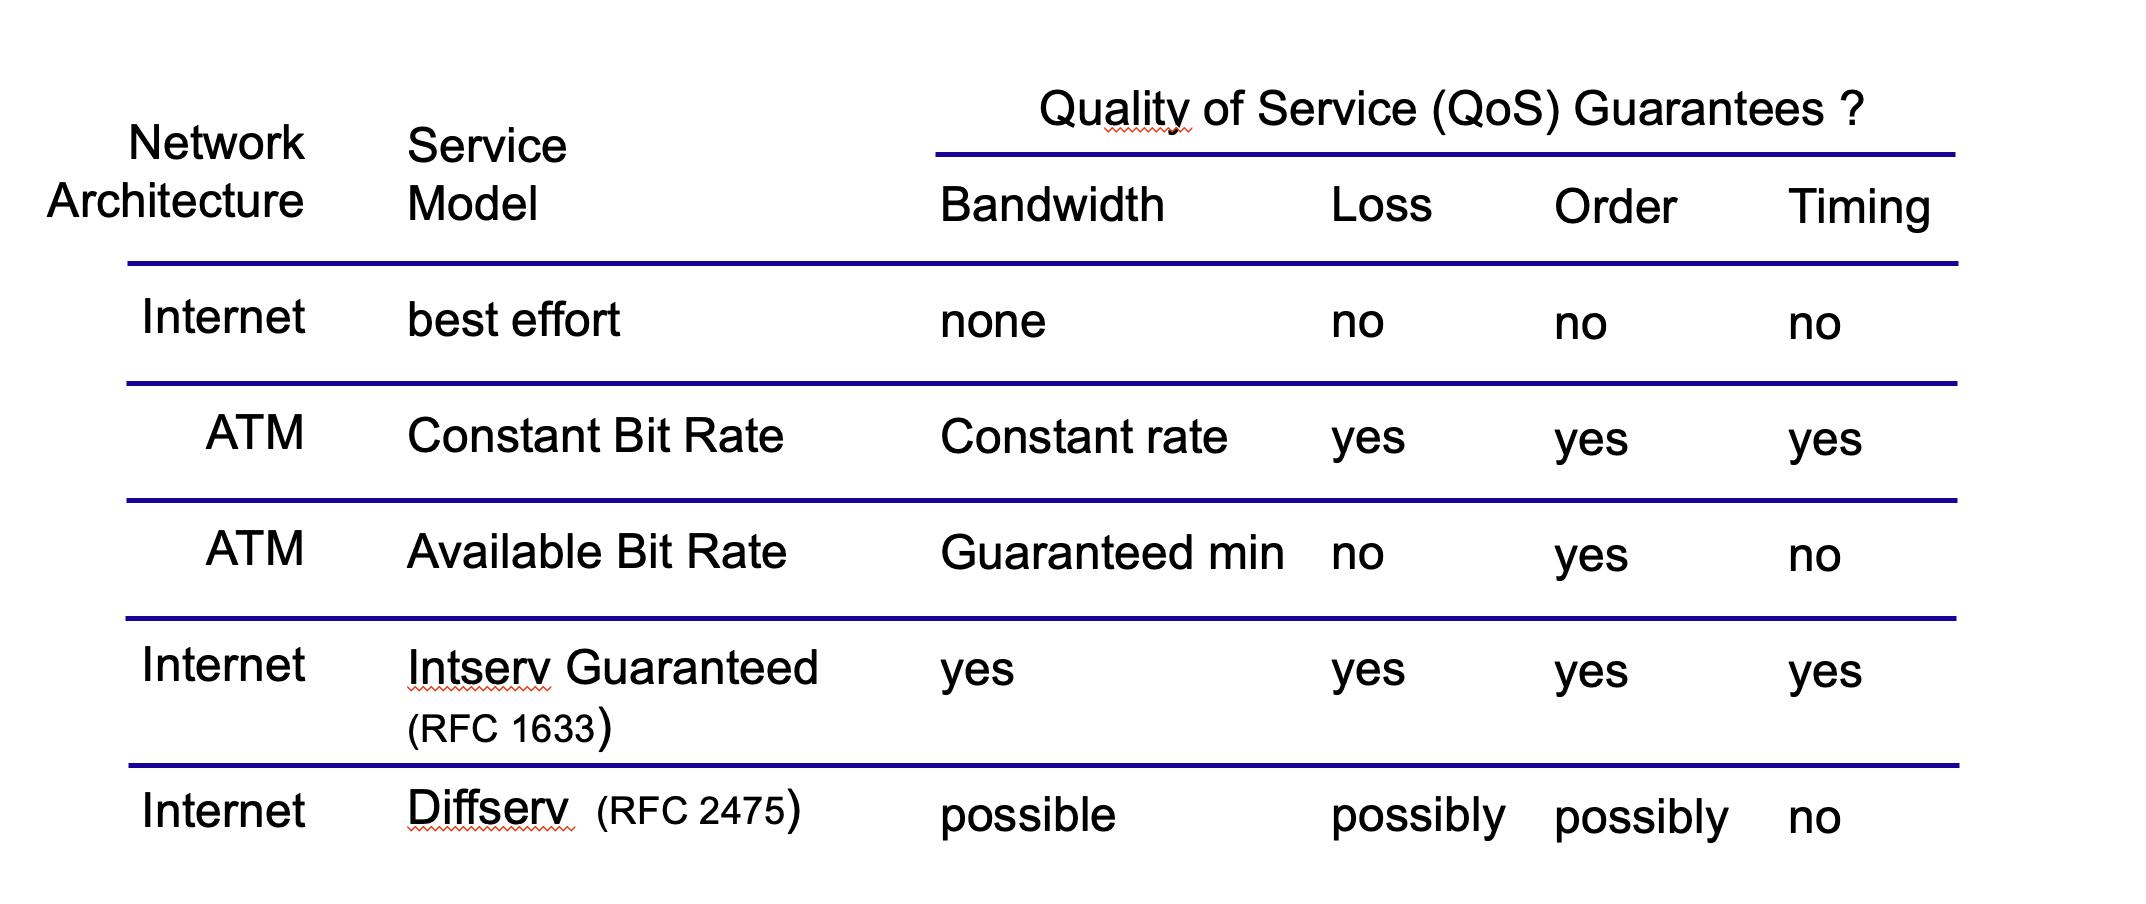 Quality of Service (QoS) Guarantees ?
Network Service
Architecture Model Bandwidth Loss Order Timing
Internet best effort none no no no
ATM Constant Bit Rate Constant rate yes yes yes
ATM Available Bit Rate Guaranteed min no yes no
Internet Intserv Guaranteed yes yes yes yes
(RFC 1633)
Internet Diffserv (RFC 2475) possible possibly possibly no